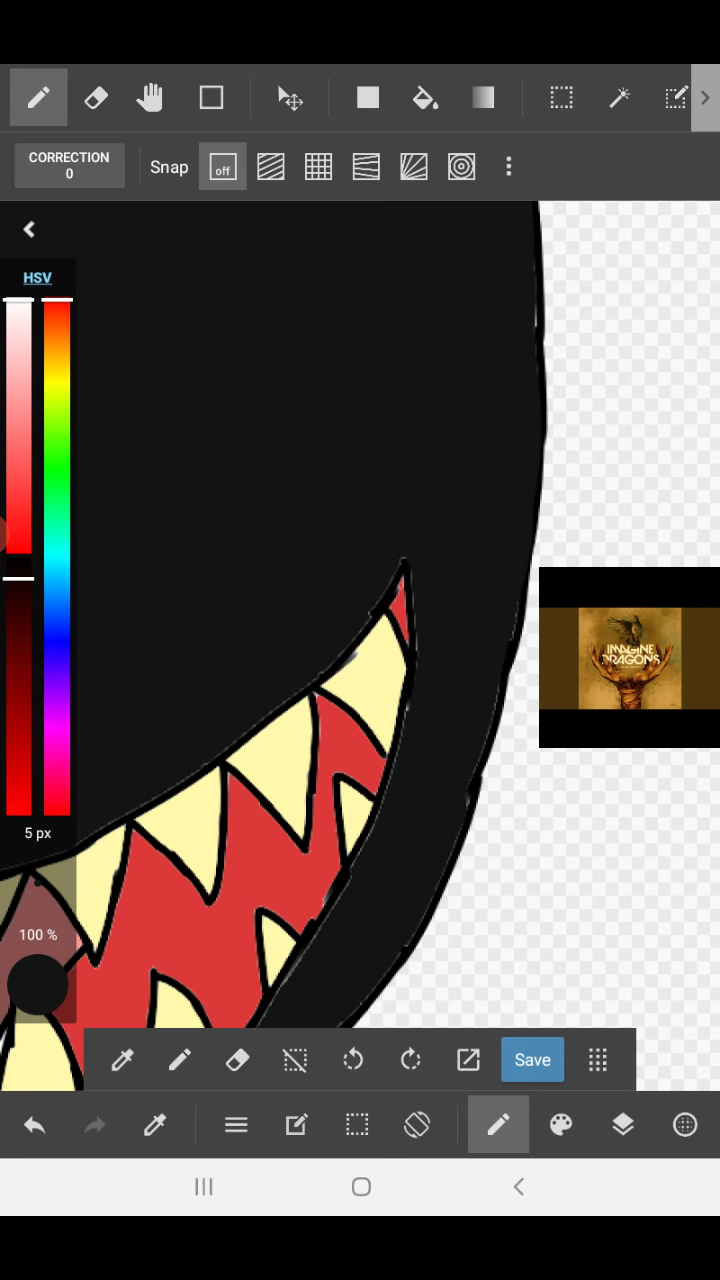 CORRECTION
0
Snap
off
HSV
IMAGINE
DRAGONS
5 px
100 %
Save